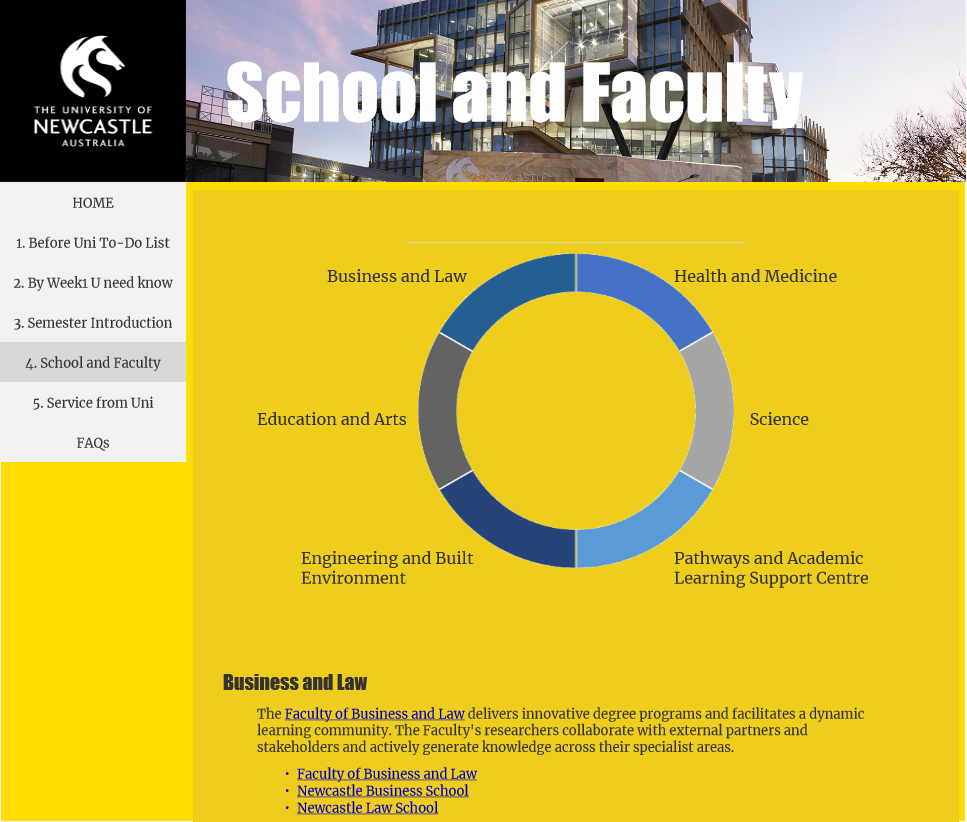 THE UNIVERSITY OF
NEWCASTLE
AUSTRALIA
School and Faculty
NEWCASTLE
HOME
1. Before Uni To-Do List
2. By Week1 U need know
3. Semester Introduction
4. School and Faculty
5. Service from Uni
FAQs
Business and Law
Health and Medicine
Education and Arts
Science
Engineering and Built
Environment
Pathways and Academic
Learning Support Centre
Business and Law
The Faculty of Business and Law delivers innovative degree programs and facilitates a dynamic
learning community. The Faculty's researchers collaborate with external partners and
stakeholders and actively generate knowledge across their specialist areas.
• Faculty of Business and Law
• Newcastle Business School
• Newcastle Law School